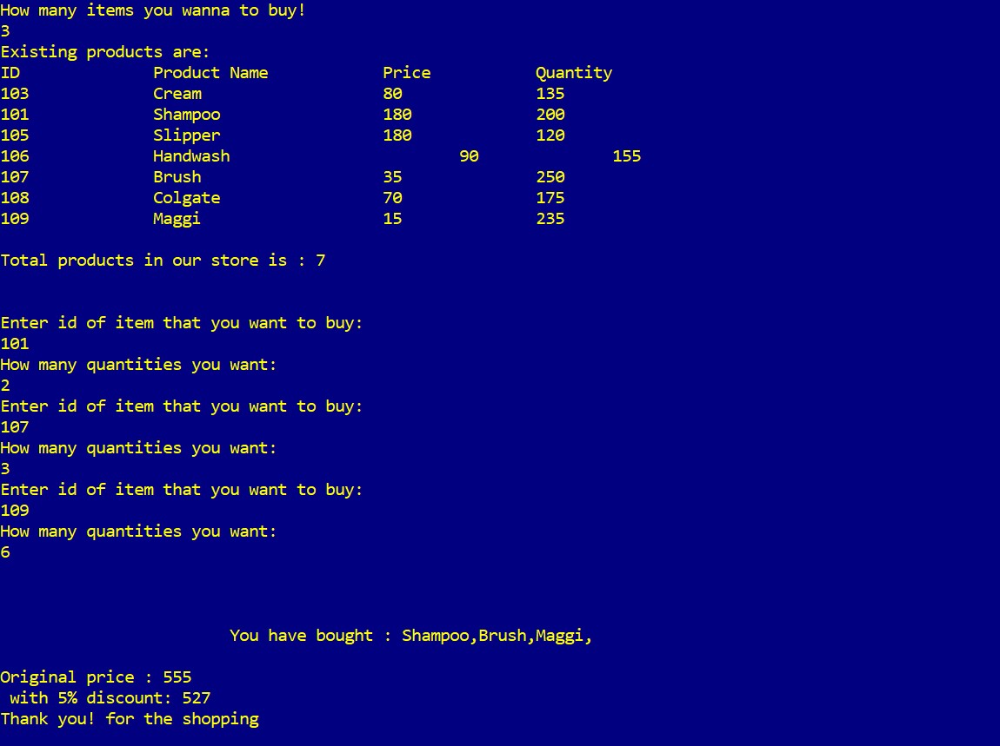 How many items you wanna to buy!
3
Existing products are:
ID Product Name Price Quantity
103 Cream 80 135
101 Shampoo 180 200
105 Slipper 180 120
106 Handwash 90 155
107 Brush 35 250
108 Colgate 70 175
109 Maggi 15 235
Total products in our store is : 7
Enter id of item that you want to buy:
101
How many quantities you want:
2
Enter id of item that you want to buy:
107
How many quantities you want:
3
Enter id of item that you want to buy:
109
How many quantities you want:
6
You have bought : Shampoo,Brush,Maggi,
Original price : 555
with 5% discount: 527
Thank you! for the shopping